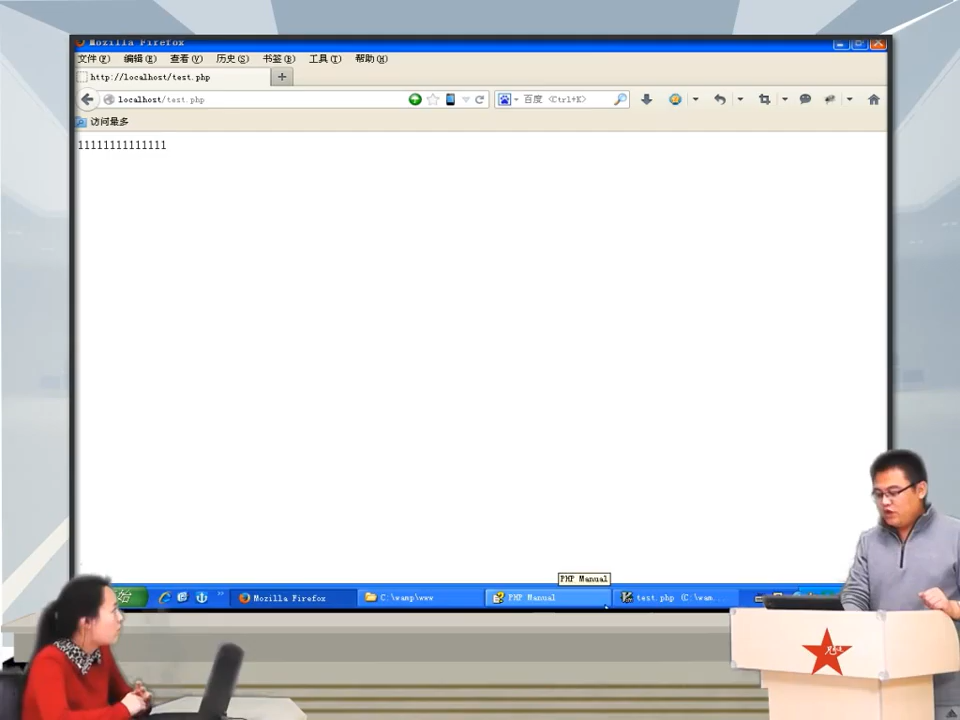 Mozilla Firefox
文件(F) 编辑(E) 查看(V) 历史(S) 书签(B) 工具(T) 帮助(H)
http://localhost/test.php
localhost/test.php
百度 <Ctrl+K>
访问最多
11111111111111
PHP Manual
始
Mozilla Firefox
C:\wamp\www
PHP Manual
test.php (C:\wam...